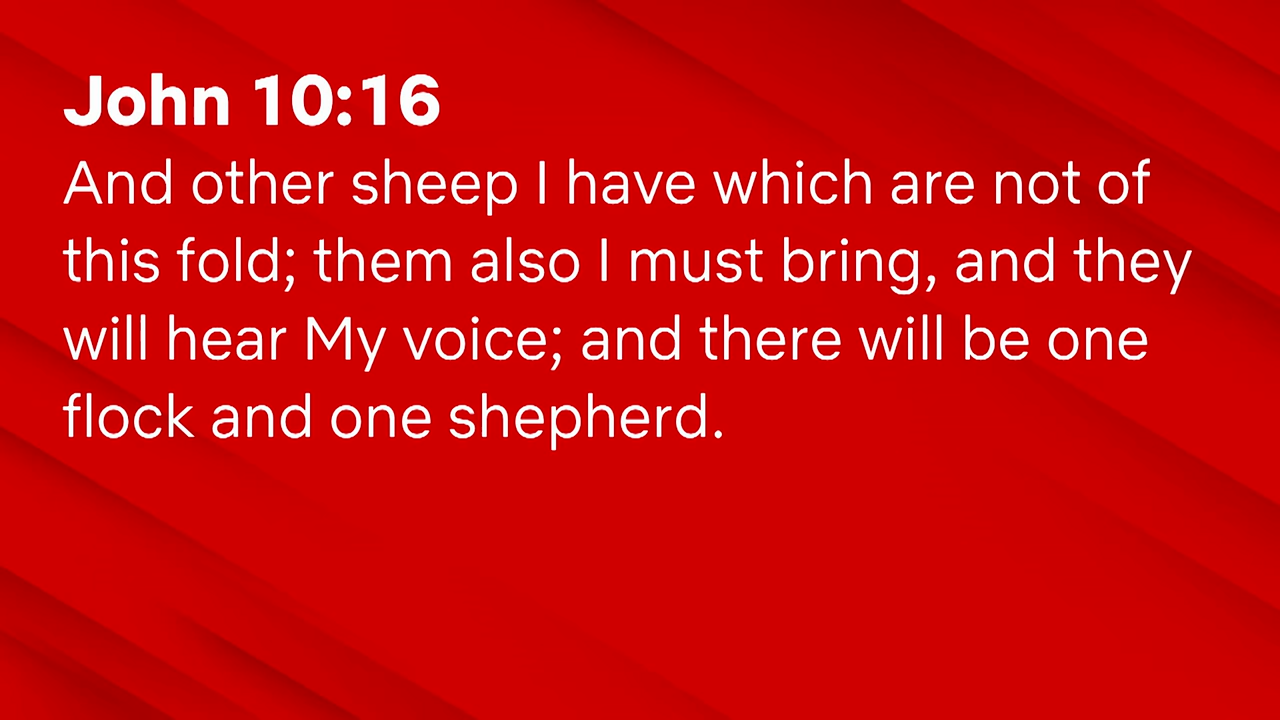 John 10:16
And other sheep I have which are not of
this fold; them also I must bring, and they
will hear My voice; and there will be one
flock and one shepherd.